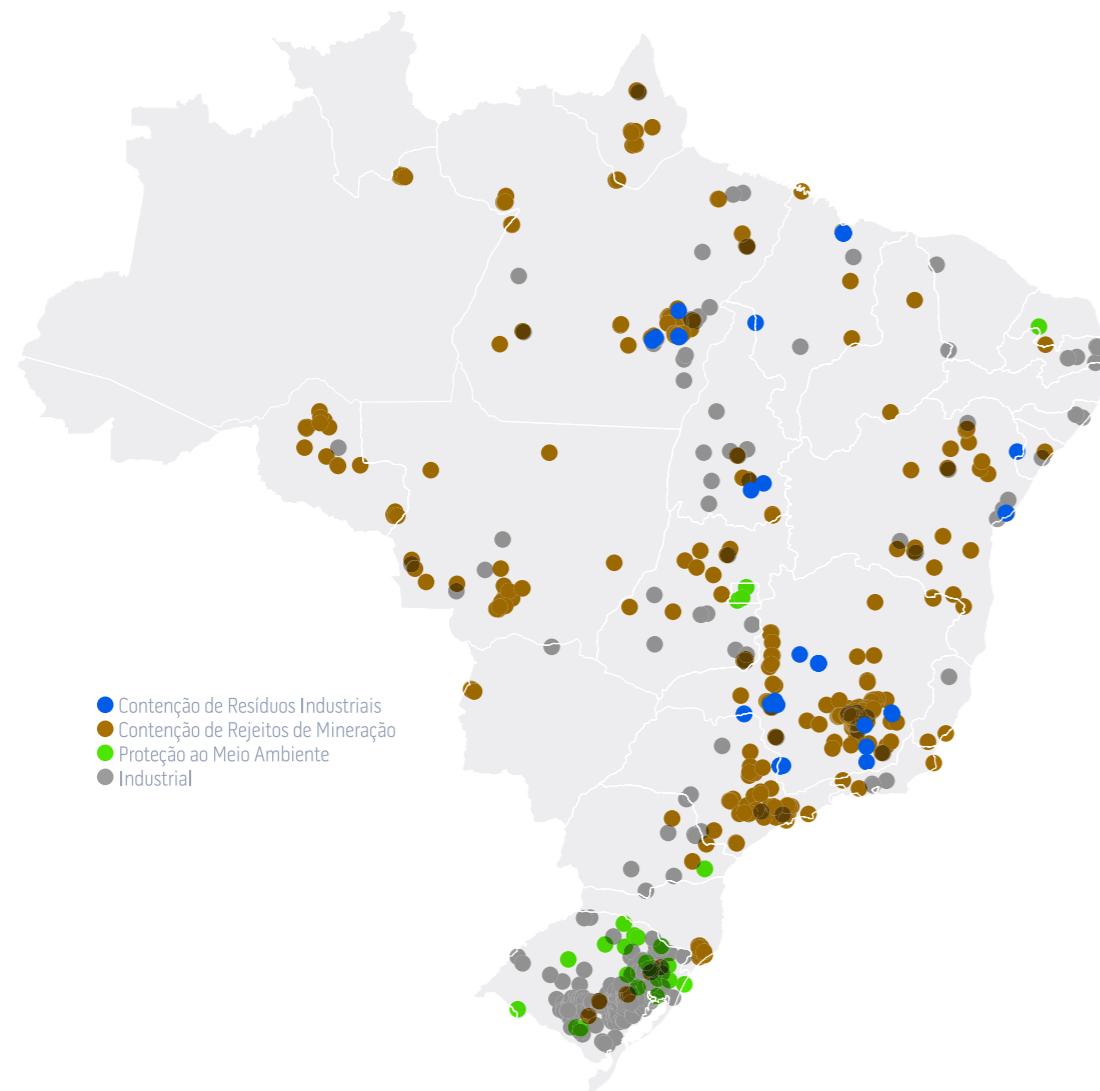 Contenção de Resíduos Industriais
Contenção de Rejeitos de Mineração
Proteção ao Meio Ambiente
Industrial